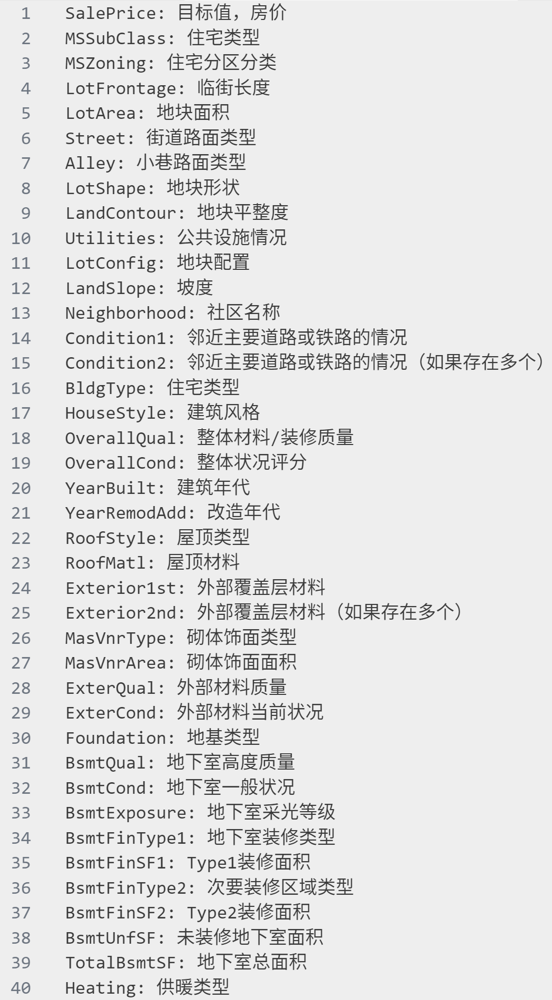 1 SalePrice: 目标值，房价
2 MSSubClass: 住宅类型
3 MSZoning: 住宅分区分类
4 LotFrontage: 临街长度
5 LotArea: 地块面积
6 Street: 街道路面类型
7 Alley: 小巷路面类型
8 LotShape: 地块形状
9 LandContour: 地块平整度
10 Utilities: 公共设施情况
11 LotConfig: 地块配置
12 LandSlope: 坡度
13 Neighborhood: 社区名称
14 Condition1: 邻近主要道路或铁路的情况
15 Condition2: 邻近主要道路或铁路的情况（如果存在多个）
16 BldgType: 住宅类型
17 HouseStyle: 建筑风格
18 OverallQual: 整体材料/装修质量
19 OverallCond: 整体状况评分
20 YearBuilt: 建筑年代
21 YearRemodAdd: 改造年代
22 RoofStyle: 屋顶类型
23 RoofMatl: 屋顶材料
24 Exterior1st: 外部覆盖层材料
25 Exterior2nd: 外部覆盖层材料（如果存在多个）
26 MasVnrType: 砌体饰面类型
27 MasVnrArea: 砌体饰面面积
28 ExterQual: 外部材料质量
29 ExterCond: 外部材料当前状况
30 Foundation: 地基类型
31 BsmtQual: 地下室高度质量
32 BsmtCond: 地下室一般状况
33 BsmtExposure: 地下室采光等级
34 BsmtFinType1: 地下室装修类型
35 BsmtFinSF1: Type1装修面积
36 BsmtFinType2: 次要装修区域类型
37 BsmtFinSF2: Type2装修面积
38 BsmtUnfSF: 未装修地下室面积
39 TotalBsmtSF: 地下室总面积
40 Heating: 供暖类型